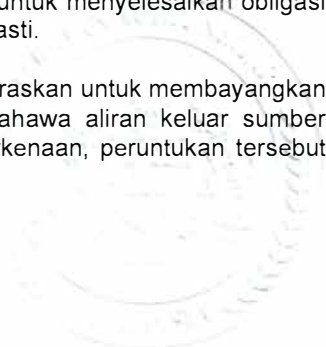 untuk menyelesaikan obligasi
asti.
raskan untuk membayangkan
ahawa aliran keluar sumber
kenaan, peruntukan tersebut